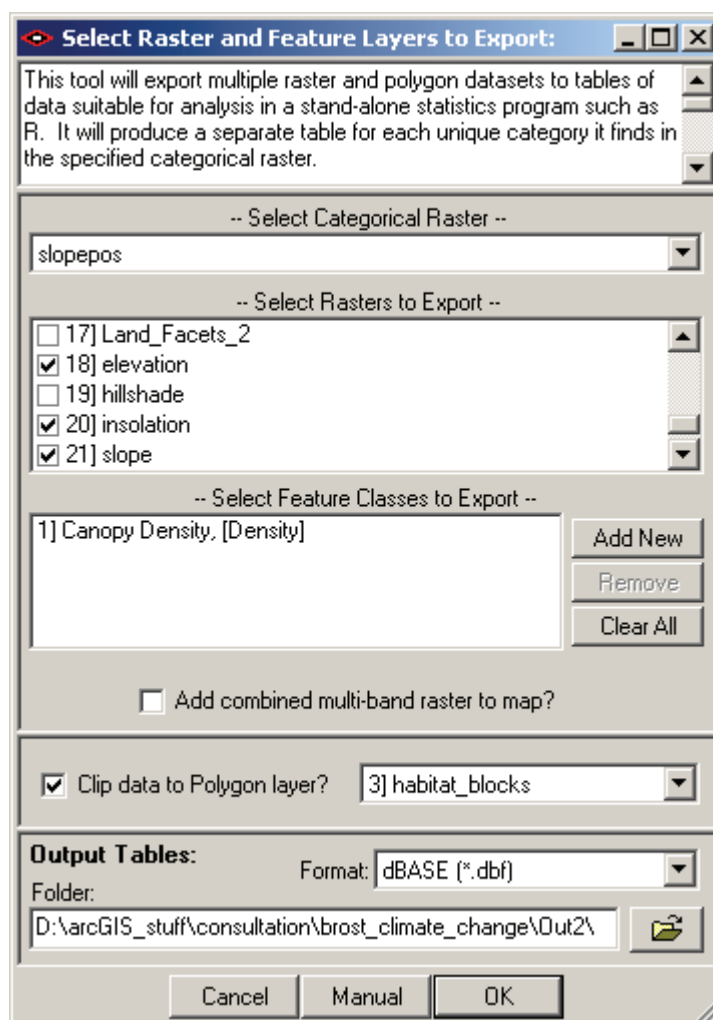 Select Raster and Feature Layers to Export:
This tool will export multiple raster and polygon datasets to tables of
data suitable for analysis in a stand-alone statistics program such as
R.  It will produce a separate table for each unique category it finds in
the specified categorical raster.
-- Select Categorical Raster --
slopepos
-- Select Rasters to Export --
17] Land_Facets_2
18] elevation
19] hillshade
20] insolation
21] slope
-- Select Feature Classes to Export --
1] Canopy Density, [Density]
Add New
Remove
Clear All
Add combined multi-band raster to map?
Clip data to Polygon layer?
3] habitat_blocks
Output Tables:
Format:
dBASE (*.dbf)
Folder:
D:\arcGIS_stuff\consultation\brost_climate_change\Out2\
Cancel
Manual
OK